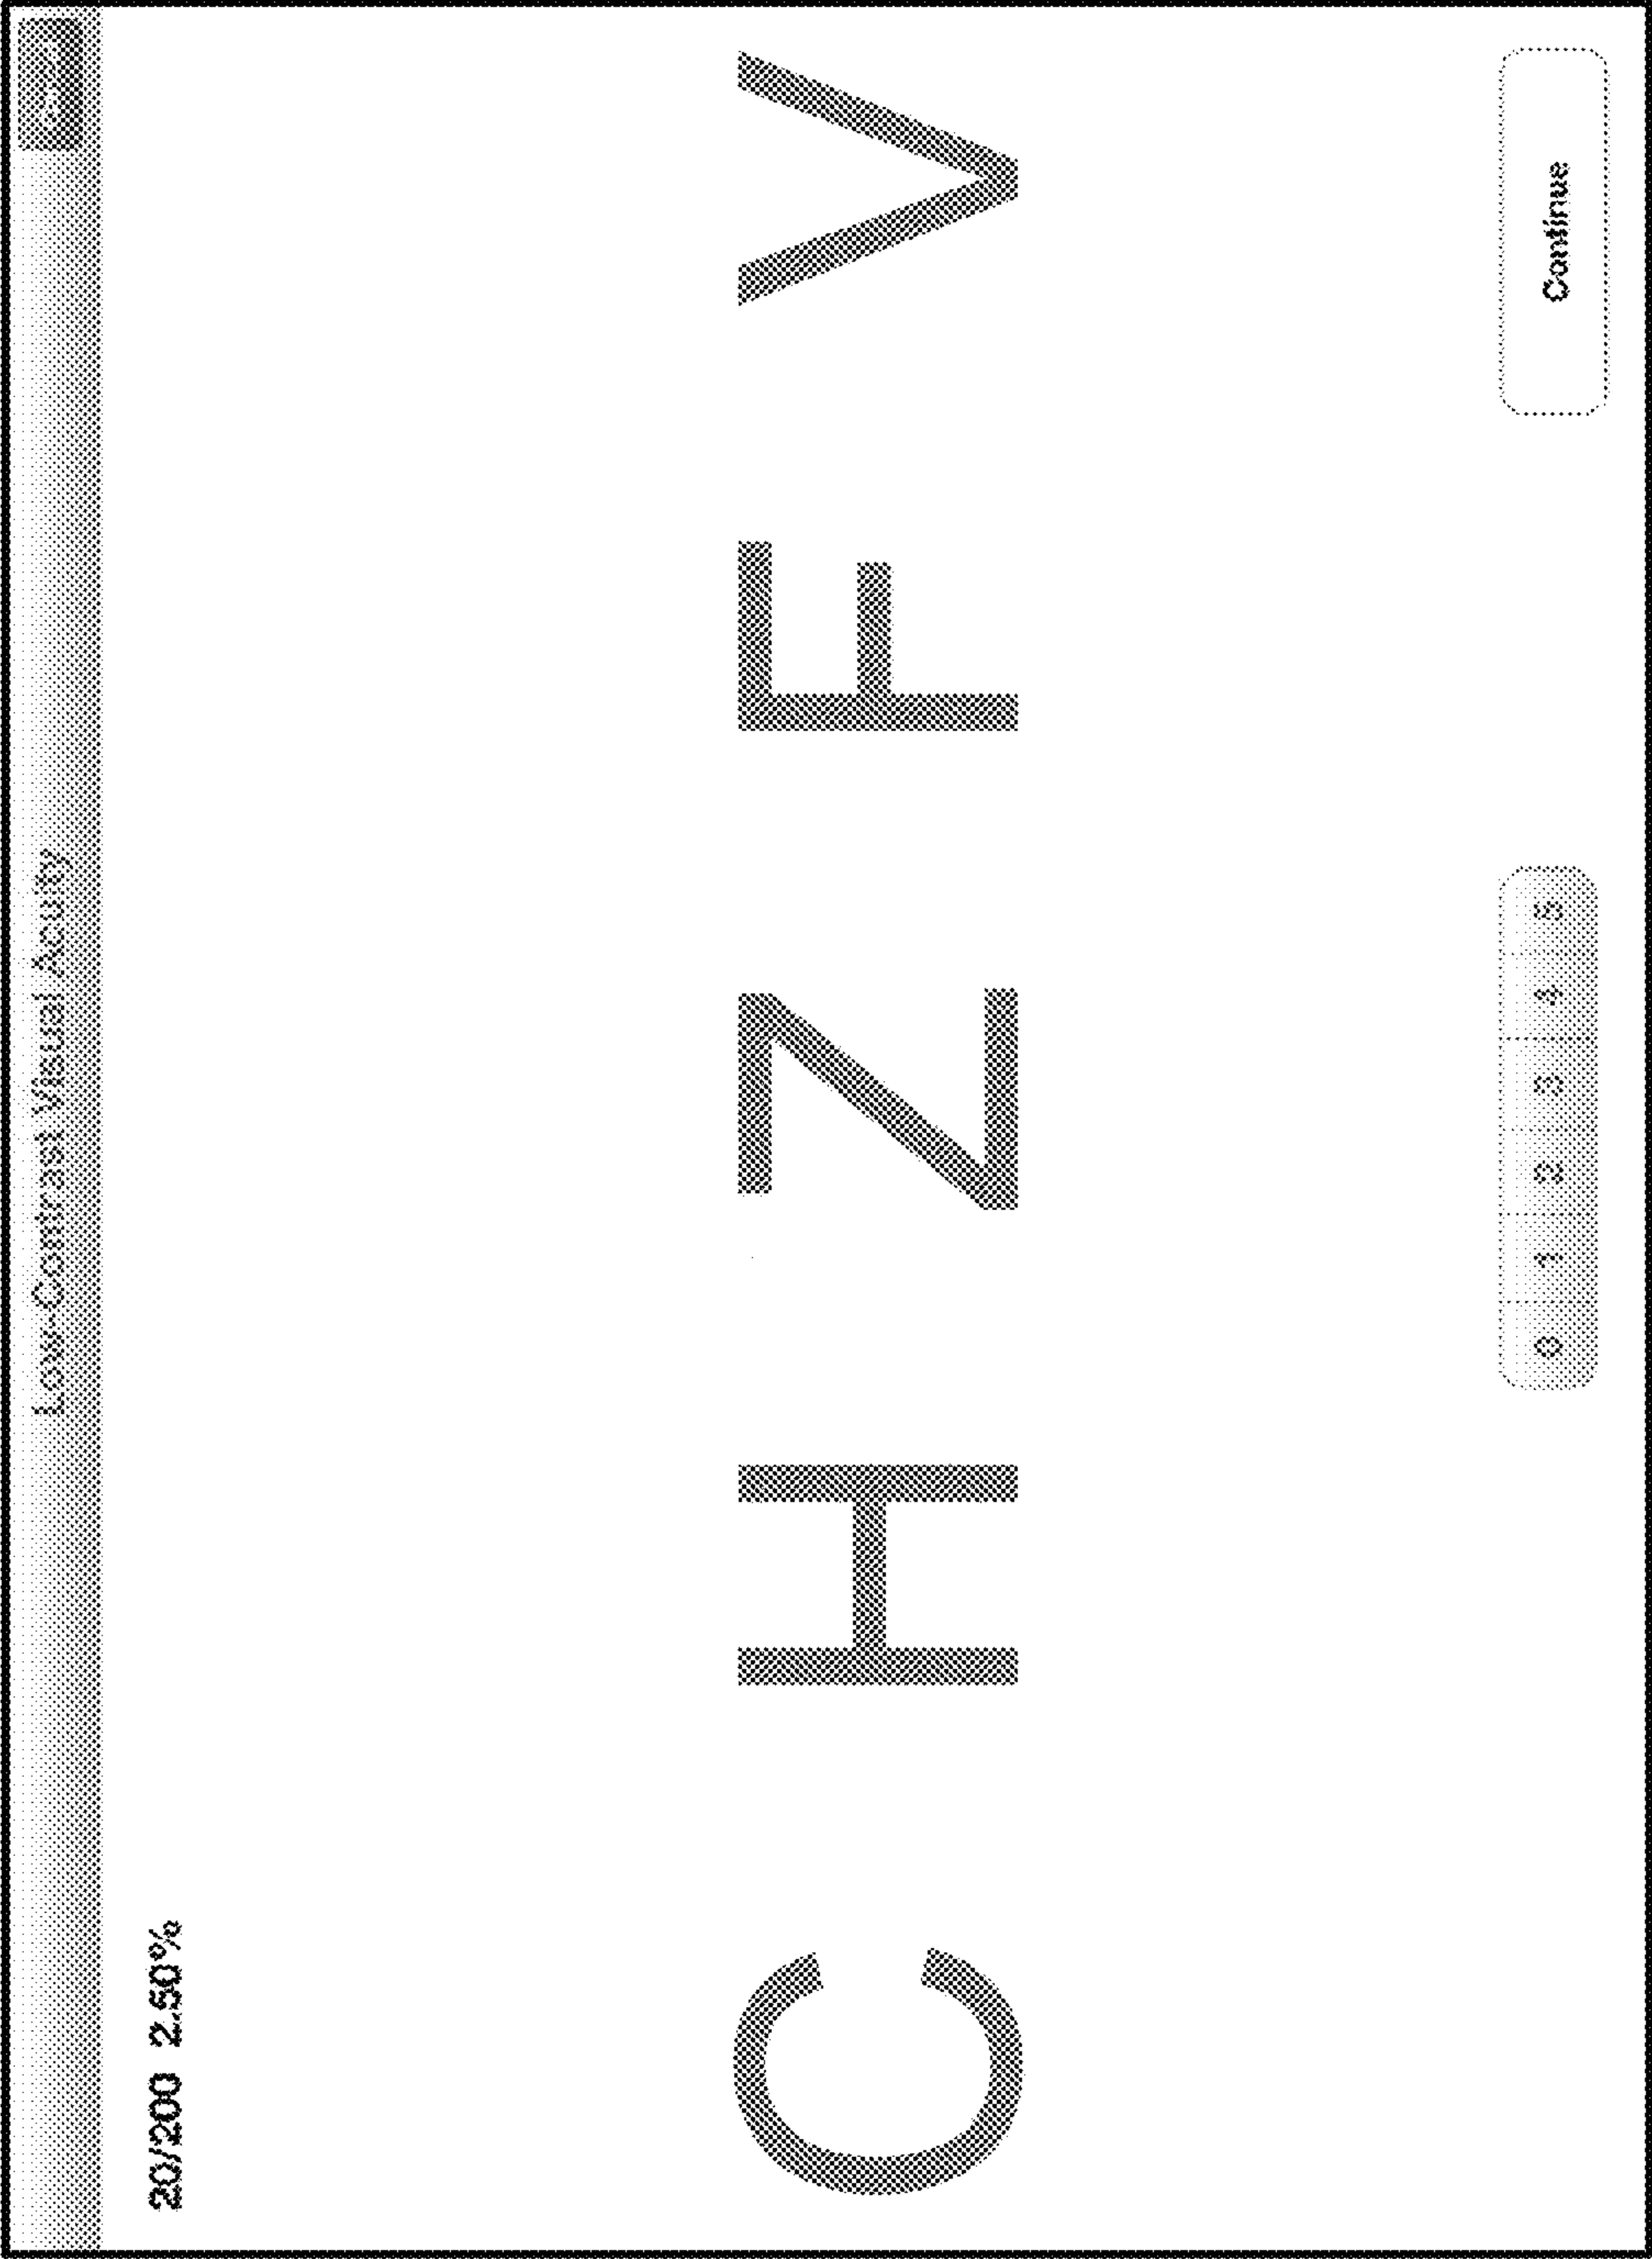 Low-Contrast Visual Acuity
20/200 2.50%
C H Z F V
0 1 2 3 4 5
Continue